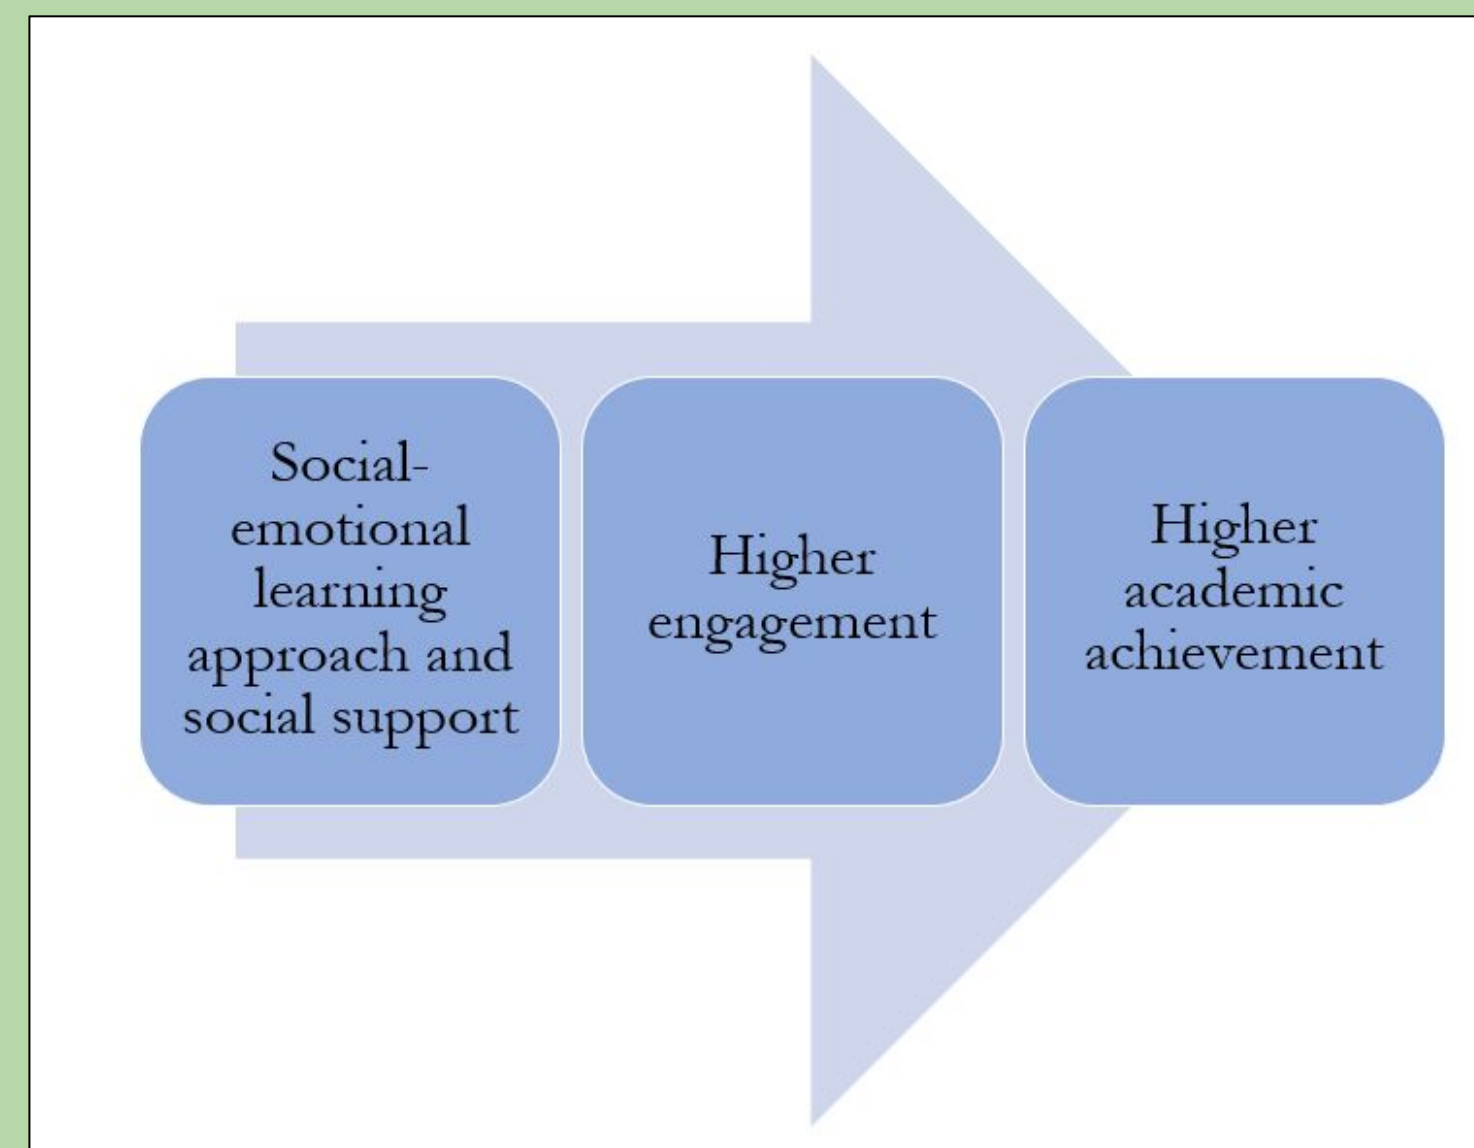 Social-
emotional
learning
approach and
social support
Higher
engagement
Higher
academic
achievement